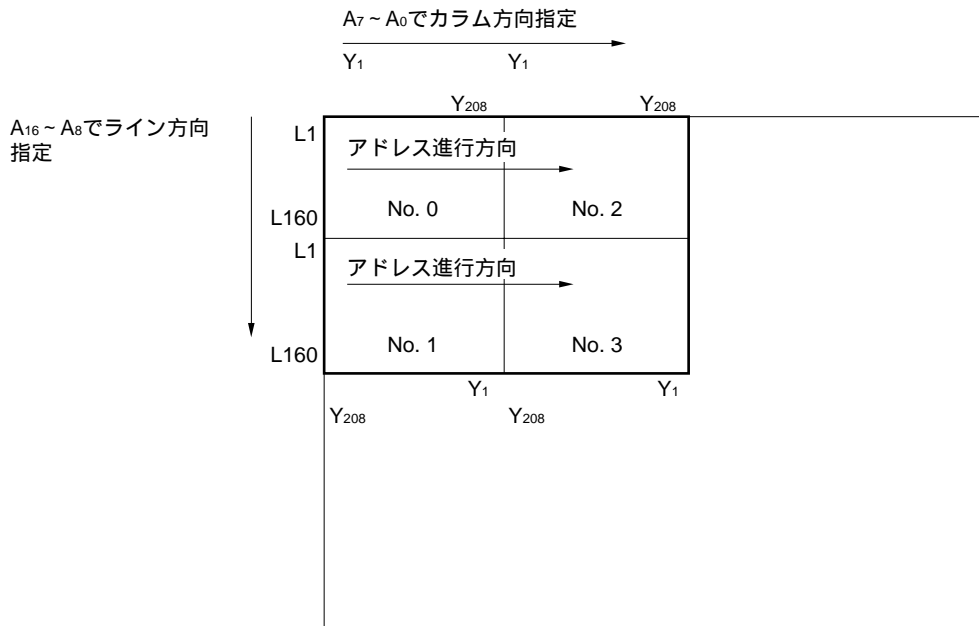 A7 ~ A0でカラム方向指定
Y1 Y1
Y208 Y208
A16 ~ A8でライン方向
指定
L1
アドレス進行方向
L160 No. 0 No. 2
L1
アドレス進行方向
L160 No. 1 No. 3
Y1 Y1
Y208 Y208